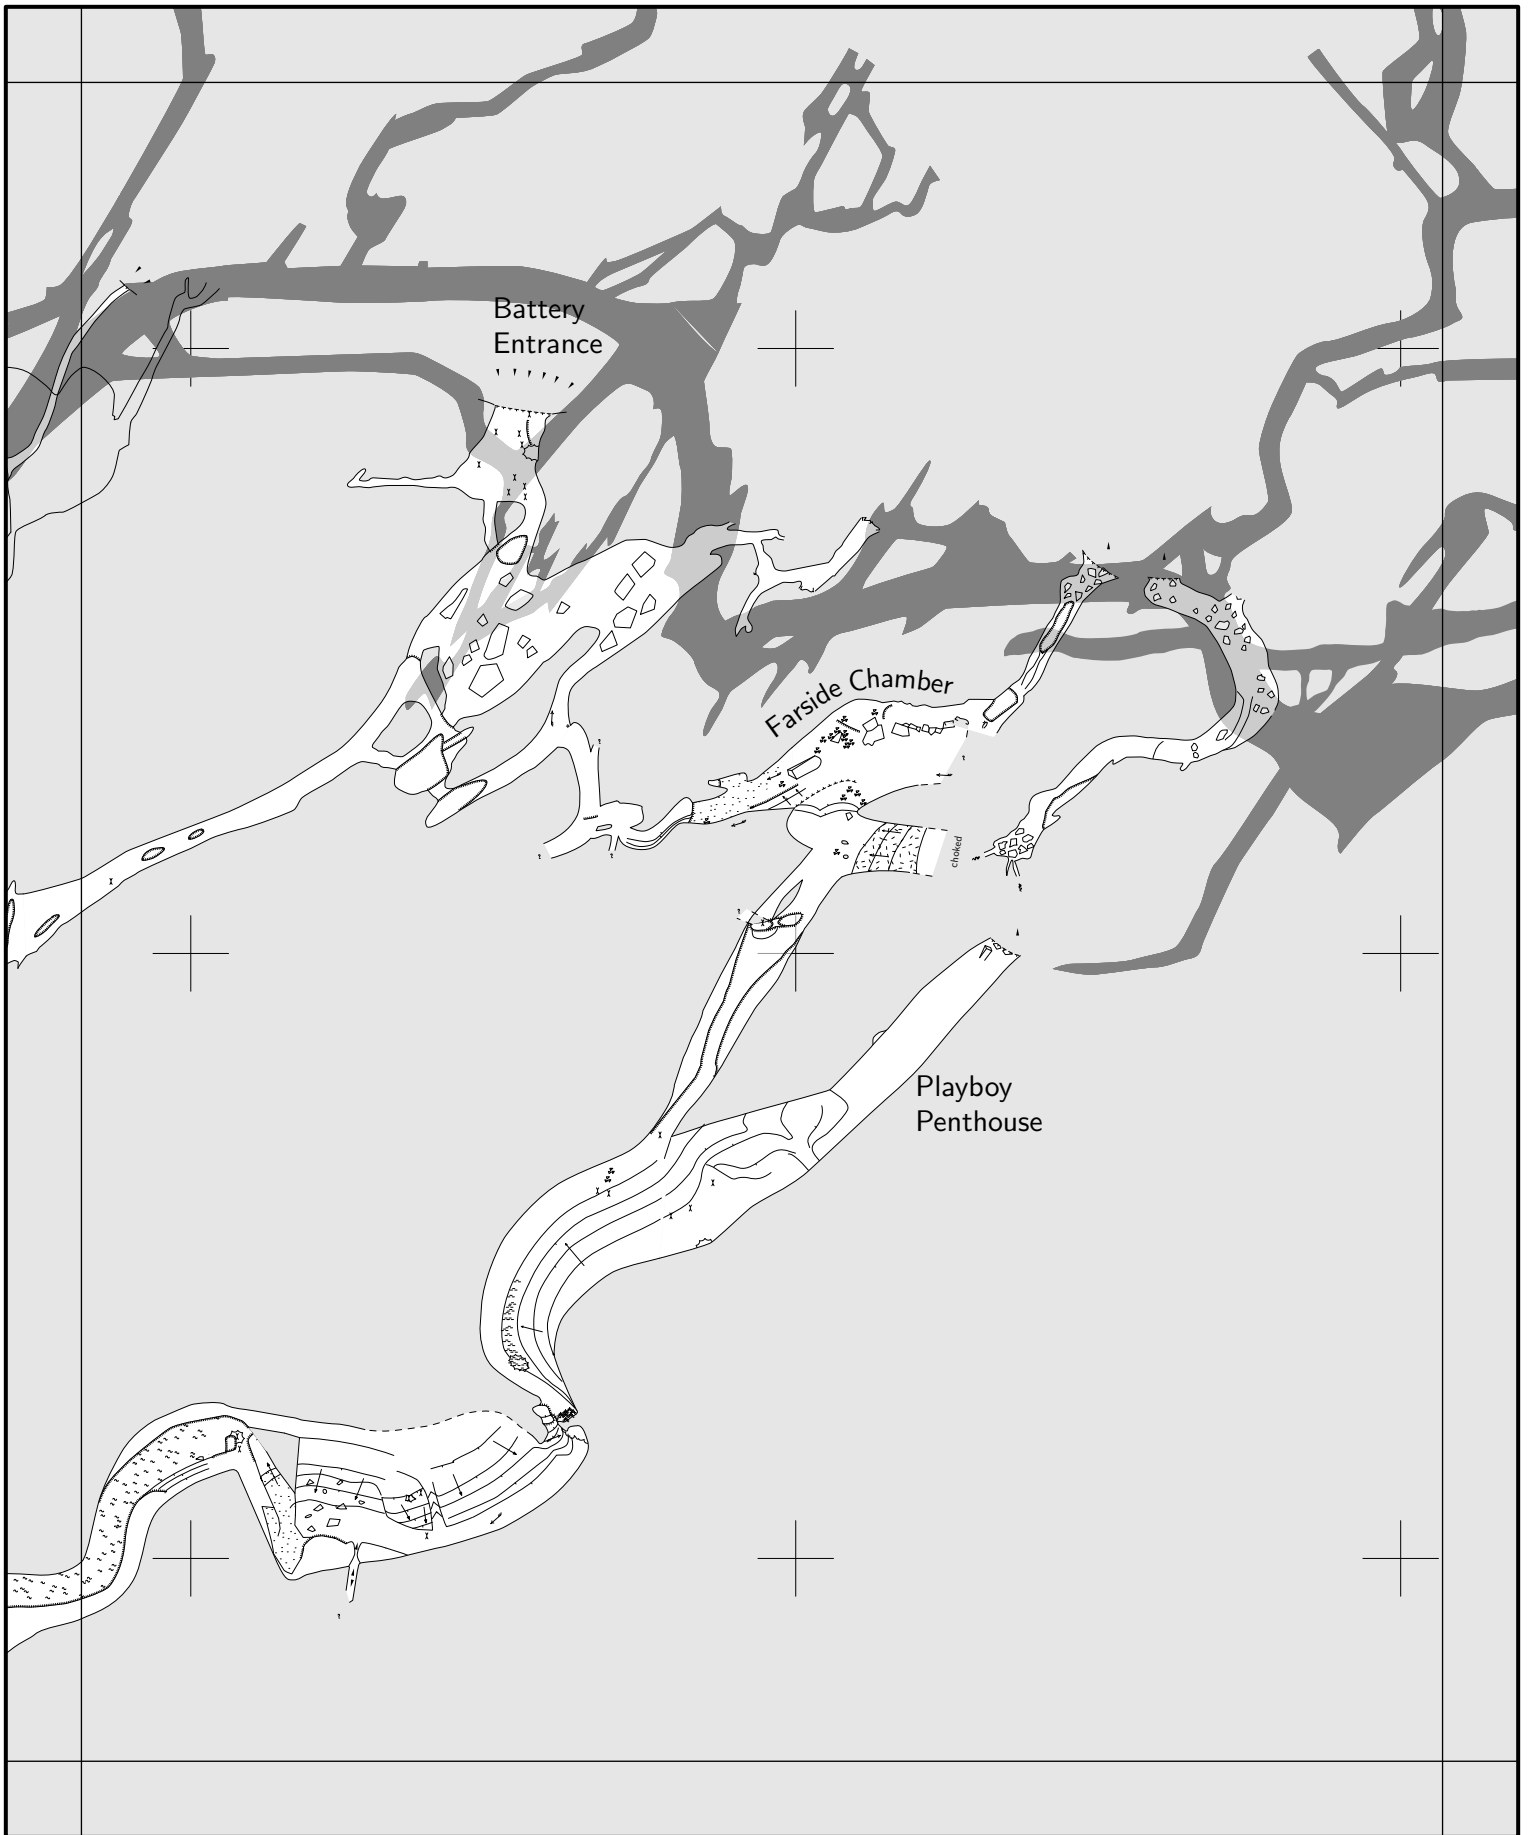 Battery
Entrance
Farside Chamber
choked
Playboy
Penthouse